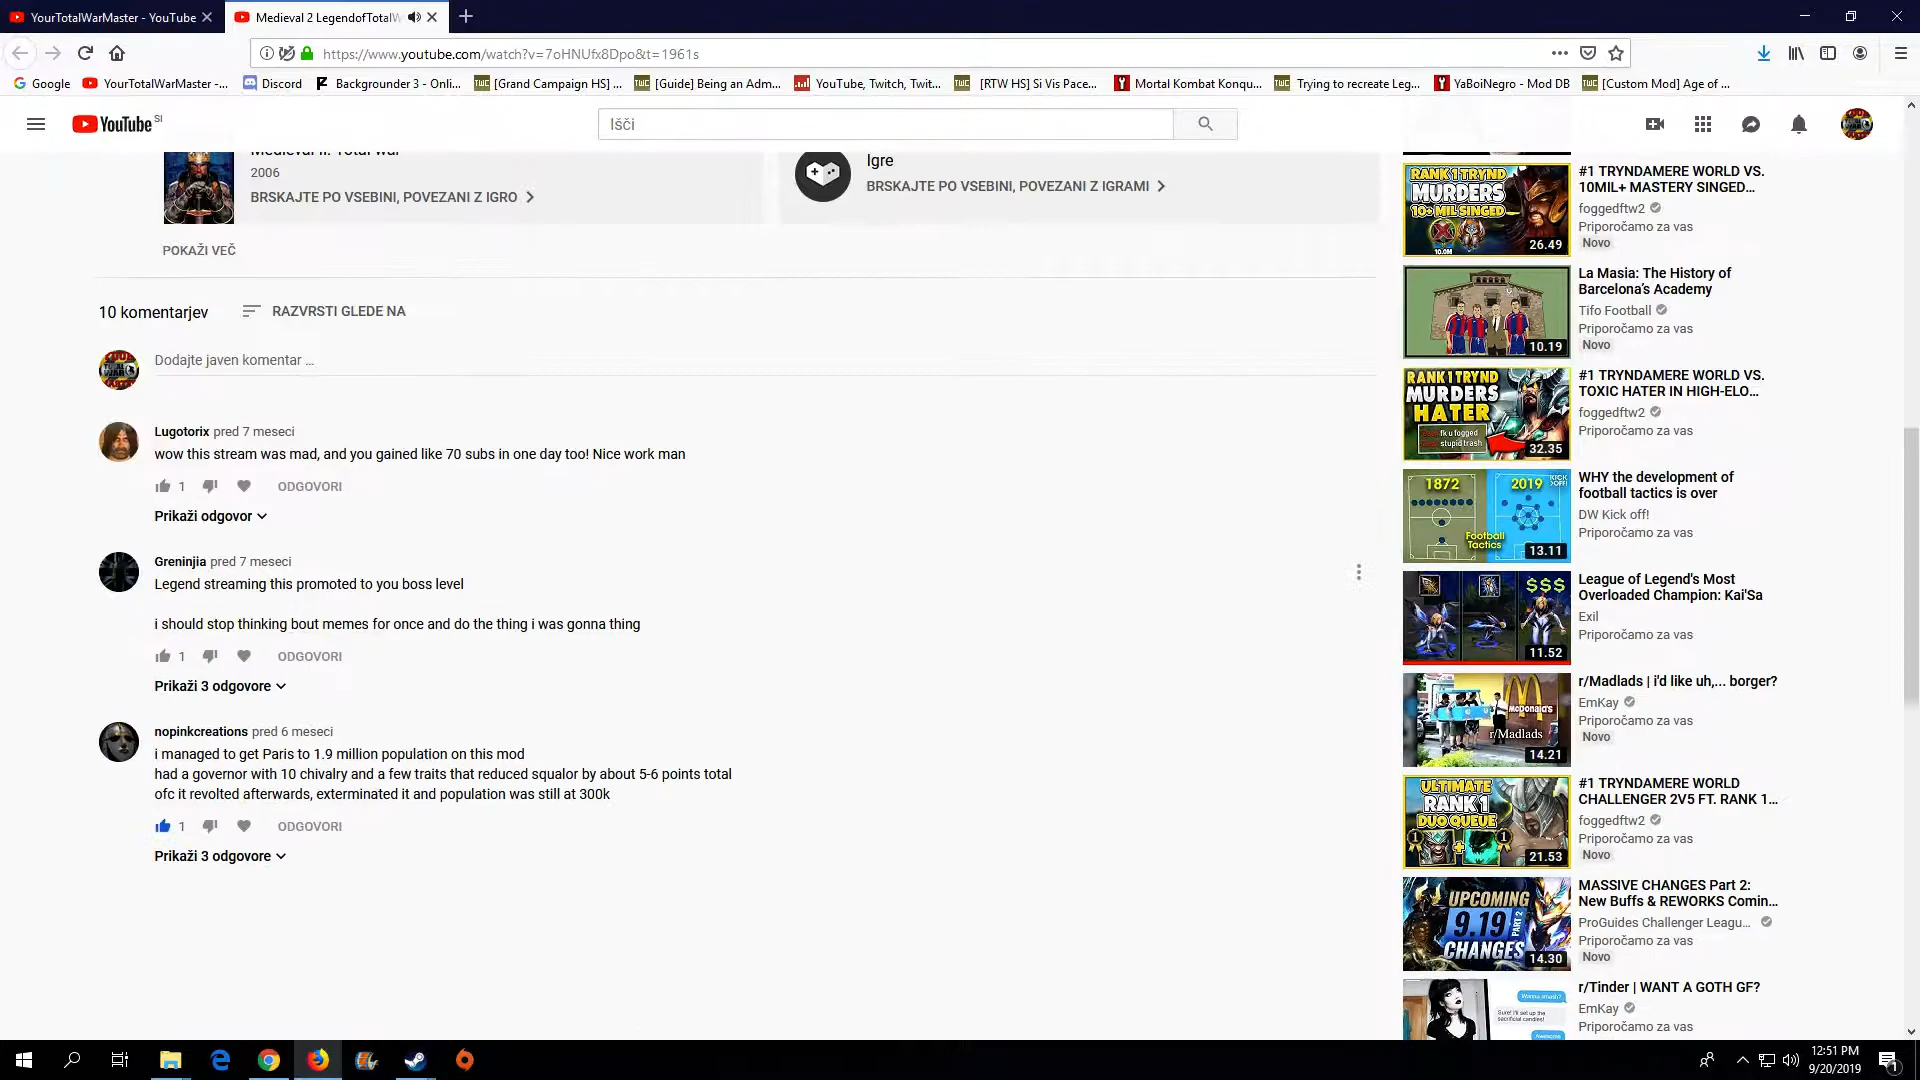 YourTotalWarMaster - YouTube
Medieval 2 LegendofTotalW
https://www.youtube.com/watch?v=7oHNUfx8Dpo&t=1961s
Google
YourTotalWarMaster -...
Discord
Backgrounder 3 - Onli...
[Grand Campaign HS] ...
[Guide] Being an Adm...
YouTube, Twitch, Twit...
[RTW HS] Si Vis Pace...
Mortal Kombat Konqu...
Trying to recreate Leg...
YaBoiNegro - Mod DB
[Custom Mod] Age of ...
YouTube SI
Išči
Medieval II: Total War
2006
BRSKAJTE PO VSEBINI, POVEZANI Z IGRO
Igre
BRSKAJTE PO VSEBINI, POVEZANI Z IGRAMI
POKAŽI VEČ
10 komentarjev
RAZVRSTI GLEDE NA
Dodajte javen komentar ...
Lugotorix pred 7 meseci
wow this stream was mad, and you gained like 70 subs in one day too! Nice work man
1
ODGOVORI
Prikaži odgovor
Greninjia pred 7 meseci
Legend streaming this promoted to you boss level
i should stop thinking bout memes for once and do the thing i was gonna thing
1
ODGOVORI
Prikaži 3 odgovore
nopinkcreations pred 6 meseci
i managed to get Paris to 1.9 million population on this mod
had a governor with 10 chivalry and a few traits that reduced squalor by about 5-6 points total
ofc it revolted afterwards, exterminated it and population was still at 300k
1
ODGOVORI
Prikaži 3 odgovore
RANK 1 TRYND
MURDERS
10+ MIL SINGED
10.0M
26.49
#1 TRYNDAMERE WORLD VS.
10MIL+ MASTERY SINGED...
foggedftw2
Priporočamo za vas
Novo
10.19
La Masia: The History of
Barcelona's Academy
Tifo Football
Priporočamo za vas
Novo
RANK 1 TRYND
MURDERS
HATER
fk u fogged
stupid trash
32.35
#1 TRYNDAMERE WORLD VS.
TOXIC HATER IN HIGH-ELO...
foggedftw2
Priporočamo za vas
1872
2019
KICK
OFF!
Football
Tactics
13.11
WHY the development of
football tactics is over
DW Kick off!
Priporočamo za vas
$$$
11.52
League of Legend's Most
Overloaded Champion: Kai'Sa
Exil
Priporočamo za vas
McDonald's
r/Madlads
14.21
r/Madlads | i'd like uh,... borger?
EmKay
Priporočamo za vas
Novo
ULTIMATE
RANK 1
DUO QUEUE
1
1
21.53
#1 TRYNDAMERE WORLD
CHALLENGER 2V5 FT. RANK 1...
foggedftw2
Priporočamo za vas
Novo
UPCOMING
9.19
PART 2
CHANGES
14.30
MASSIVE CHANGES Part 2:
New Buffs & REWORKS Comin...
ProGuides Challenger Leagu...
Priporočamo za vas
Novo
Wanna smash?
Sure! I'll set up the
sacrificial candles!
Awesome
r/Tinder | WANT A GOTH GF?
EmKay
Priporočamo za vas
12:51 PM
9/20/2019
1